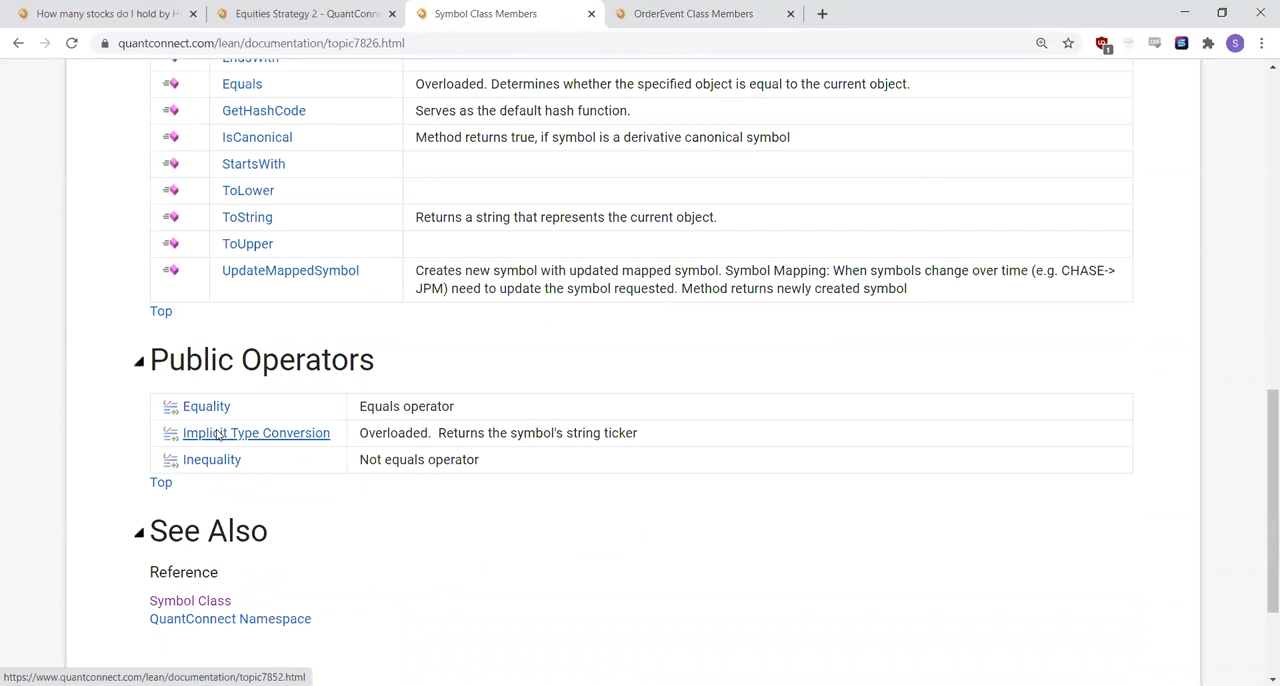 How many stocks do I hold by H
Equities Strategy 2 - QuantConne
Symbol Class Members
OrderEvent Class Members
quantconnect.com/lean/documentation/topic7826.html
1
S
EndsWith
Equals Overloaded. Determines whether the specified object is equal to the current object.
GetHashCode Serves as the default hash function.
IsCanonical Method returns true, if symbol is a derivative canonical symbol
StartsWith
ToLower
ToString Returns a string that represents the current object.
ToUpper
UpdateMappedSymbol Creates new symbol with updated mapped symbol. Symbol Mapping: When symbols change over time (e.g. CHASE->
JPM) need to update the symbol requested. Method returns newly created symbol
Top
Public Operators
Equality Equals operator
Implicit Type Conversion Overloaded. Returns the symbol's string ticker
Inequality Not equals operator
Top
See Also
Reference
Symbol Class
QuantConnect Namespace
https://www.quantconnect.com/lean/documentation/topic7852.html